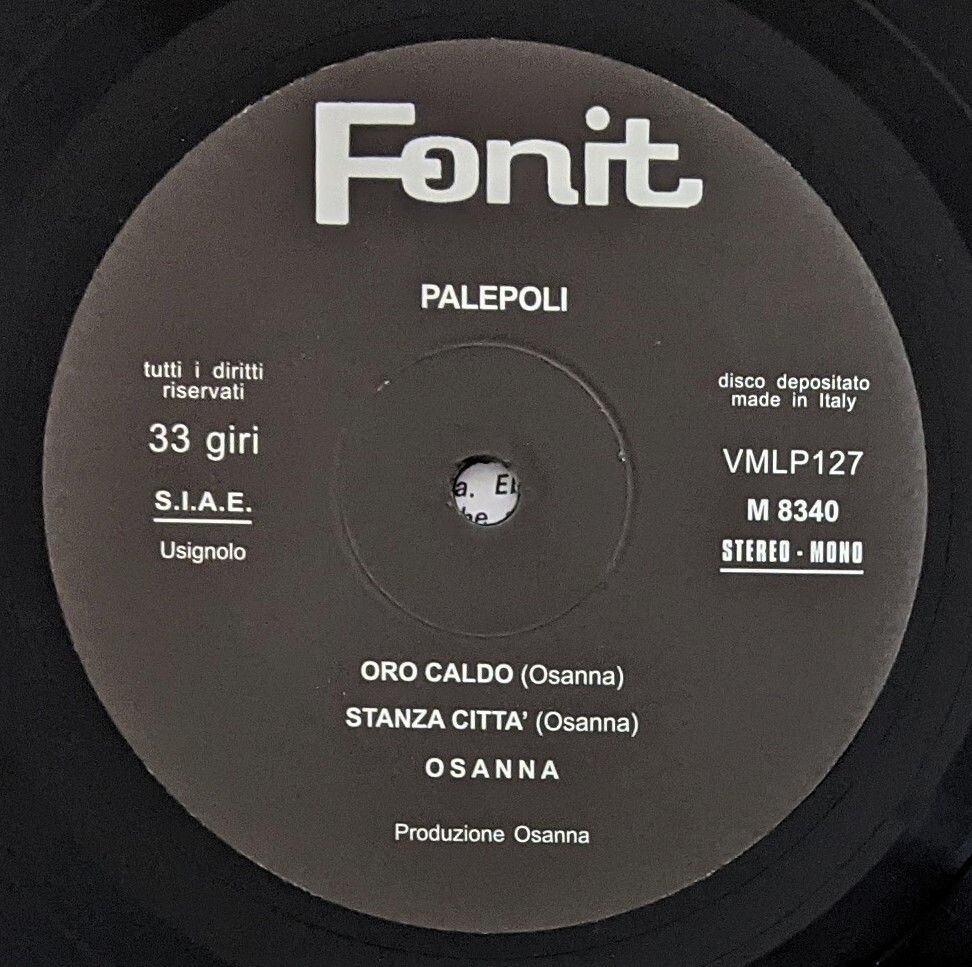 Fonit
PALEPOLI
tutti i diritti
riservati
33 giri
S.I.A.E.
Usignolo
disco depositato
made in Italy
VMLP127
M 8340
STEREO - MONO
ORO CALDO (Osanna)
STANZA CITTA' (Osanna)
OSANNA
Produzione Osanna